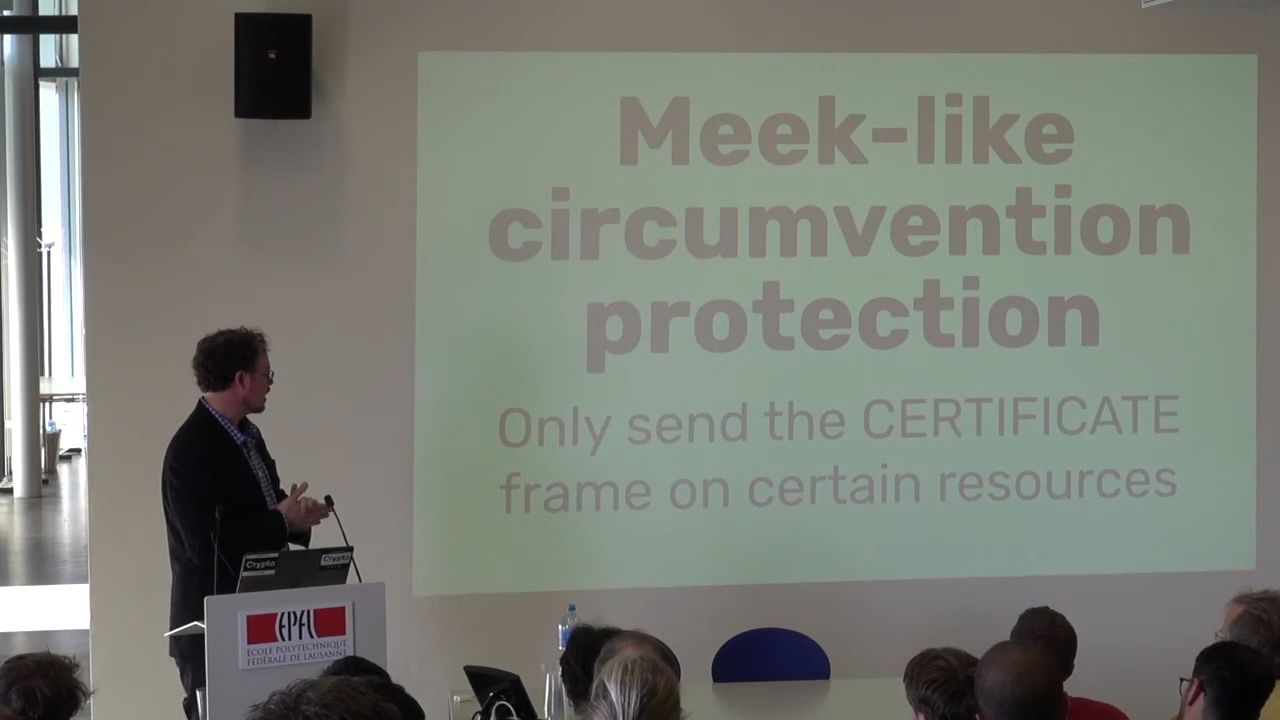 Meek-like
circumvention
protection
Only send the CERTIFICATE
frame on certain resources
Crypto
Crypto
EPFL
ECOLE POLYTECHNIQUE
FÉDÉRALE DE LAUSANNE